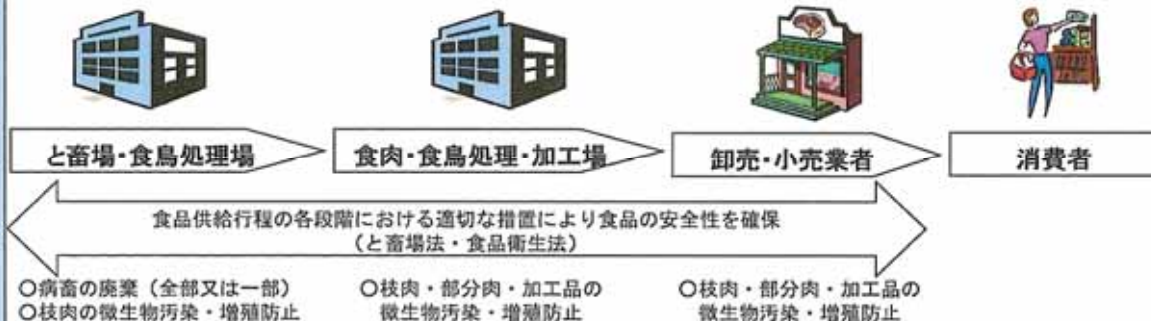 と畜場・食鳥処理場
食肉・食鳥処理・加工場
卸売・小売業者
消費者
食品供給行程の各段階における適切な措置により食品の安全性を確保
(と畜場法・食品衛生法)
○病畜の廃棄(全部又は一部)
○枝肉の微生物汚染・増殖防止
○枝肉・部分肉・加工品の
微生物汚染・増殖防止
○枝肉・部分肉・加工品の
微生物汚染・増殖防止